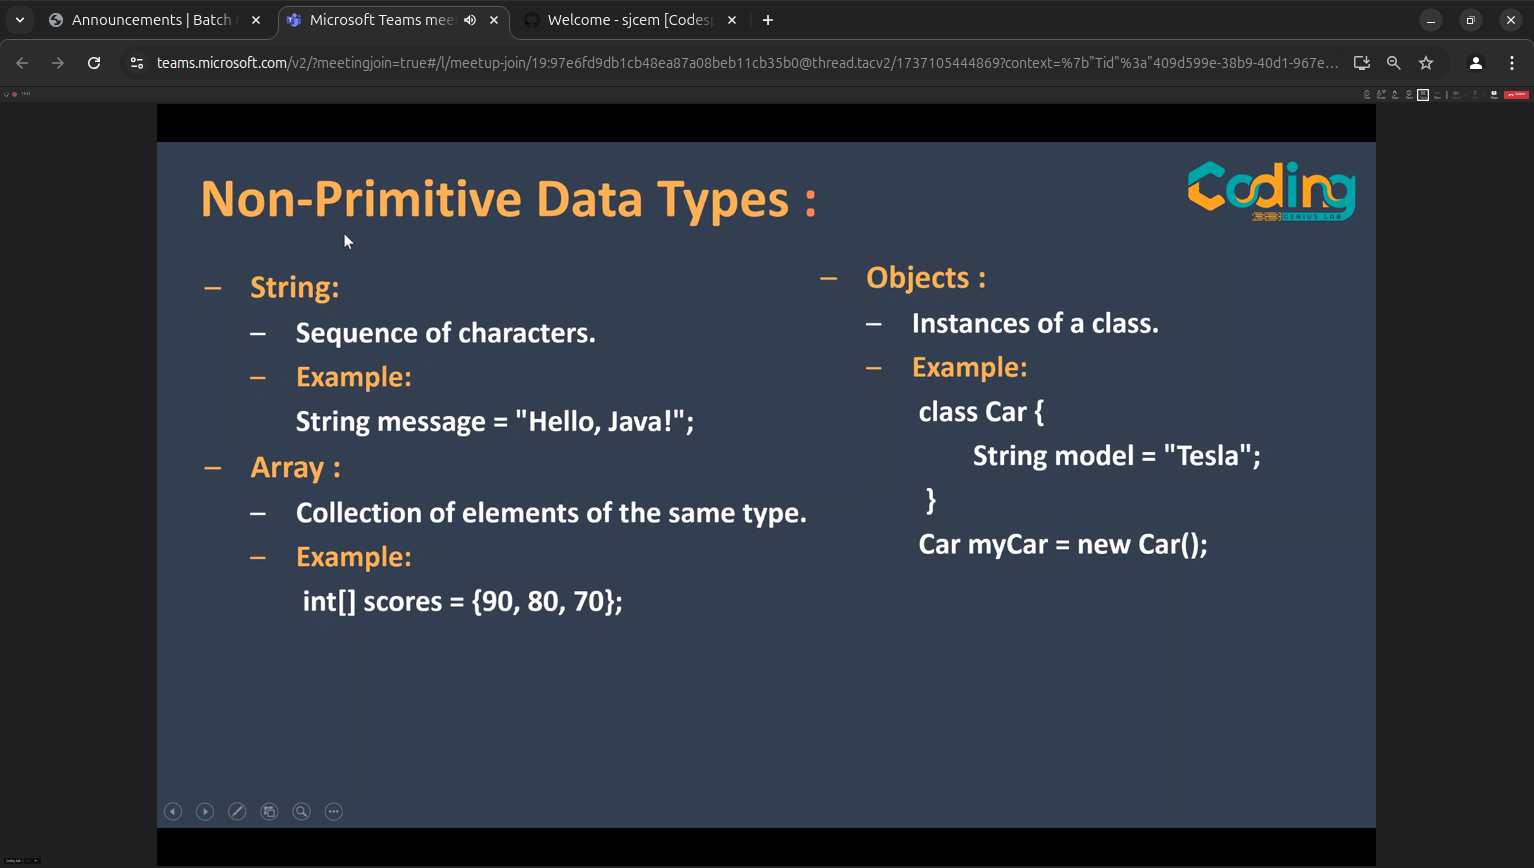 Announcements | Batch
Microsoft Teams mee
Welcome - sjcem [Codesp
teams.microsoft.com/v2/?meetingjoin=true#/l/meetup-join/19:97e6fd9db1cb48ea87a08beb11cb35b0@thread.tacv2/1737105444869?context=%7b"Tid"%3a"409d599e-38b9-40d1-967e...
Non-Primitive Data Types :
Coding
GENIUS LAB
– String:
– Sequence of characters.
– Example:
String message = "Hello, Java!";
– Array :
– Collection of elements of the same type.
– Example:
int[] scores = {90, 80, 70};
– Objects :
– Instances of a class.
– Example:
class Car {
String model = "Tesla";
}
Car myCar = new Car();